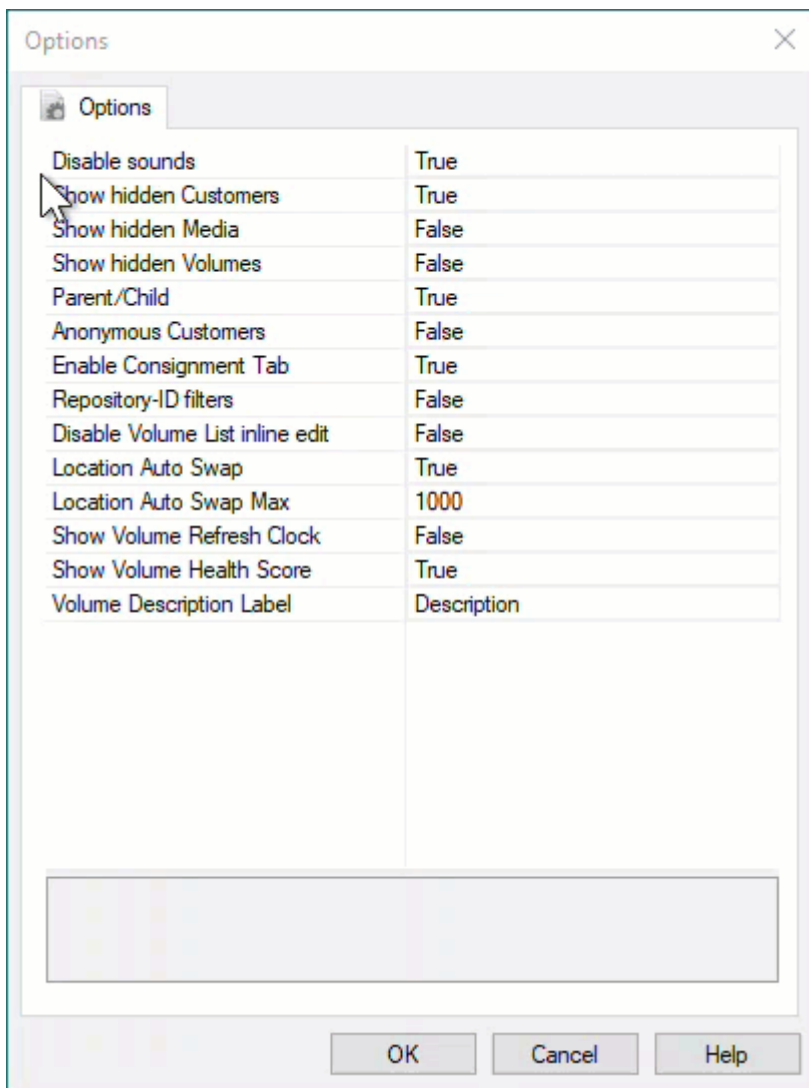 Options
Options
Disable sounds True
Show hidden Customers True
Show hidden Media False
Show hidden Volumes False
Parent/Child True
Anonymous Customers False
Enable Consignment Tab True
Repository-ID filters False
Disable Volume List inline edit False
Location Auto Swap True
Location Auto Swap Max 1000
Show Volume Refresh Clock False
Show Volume Health Score True
Volume Description Label Description
OK Cancel Help